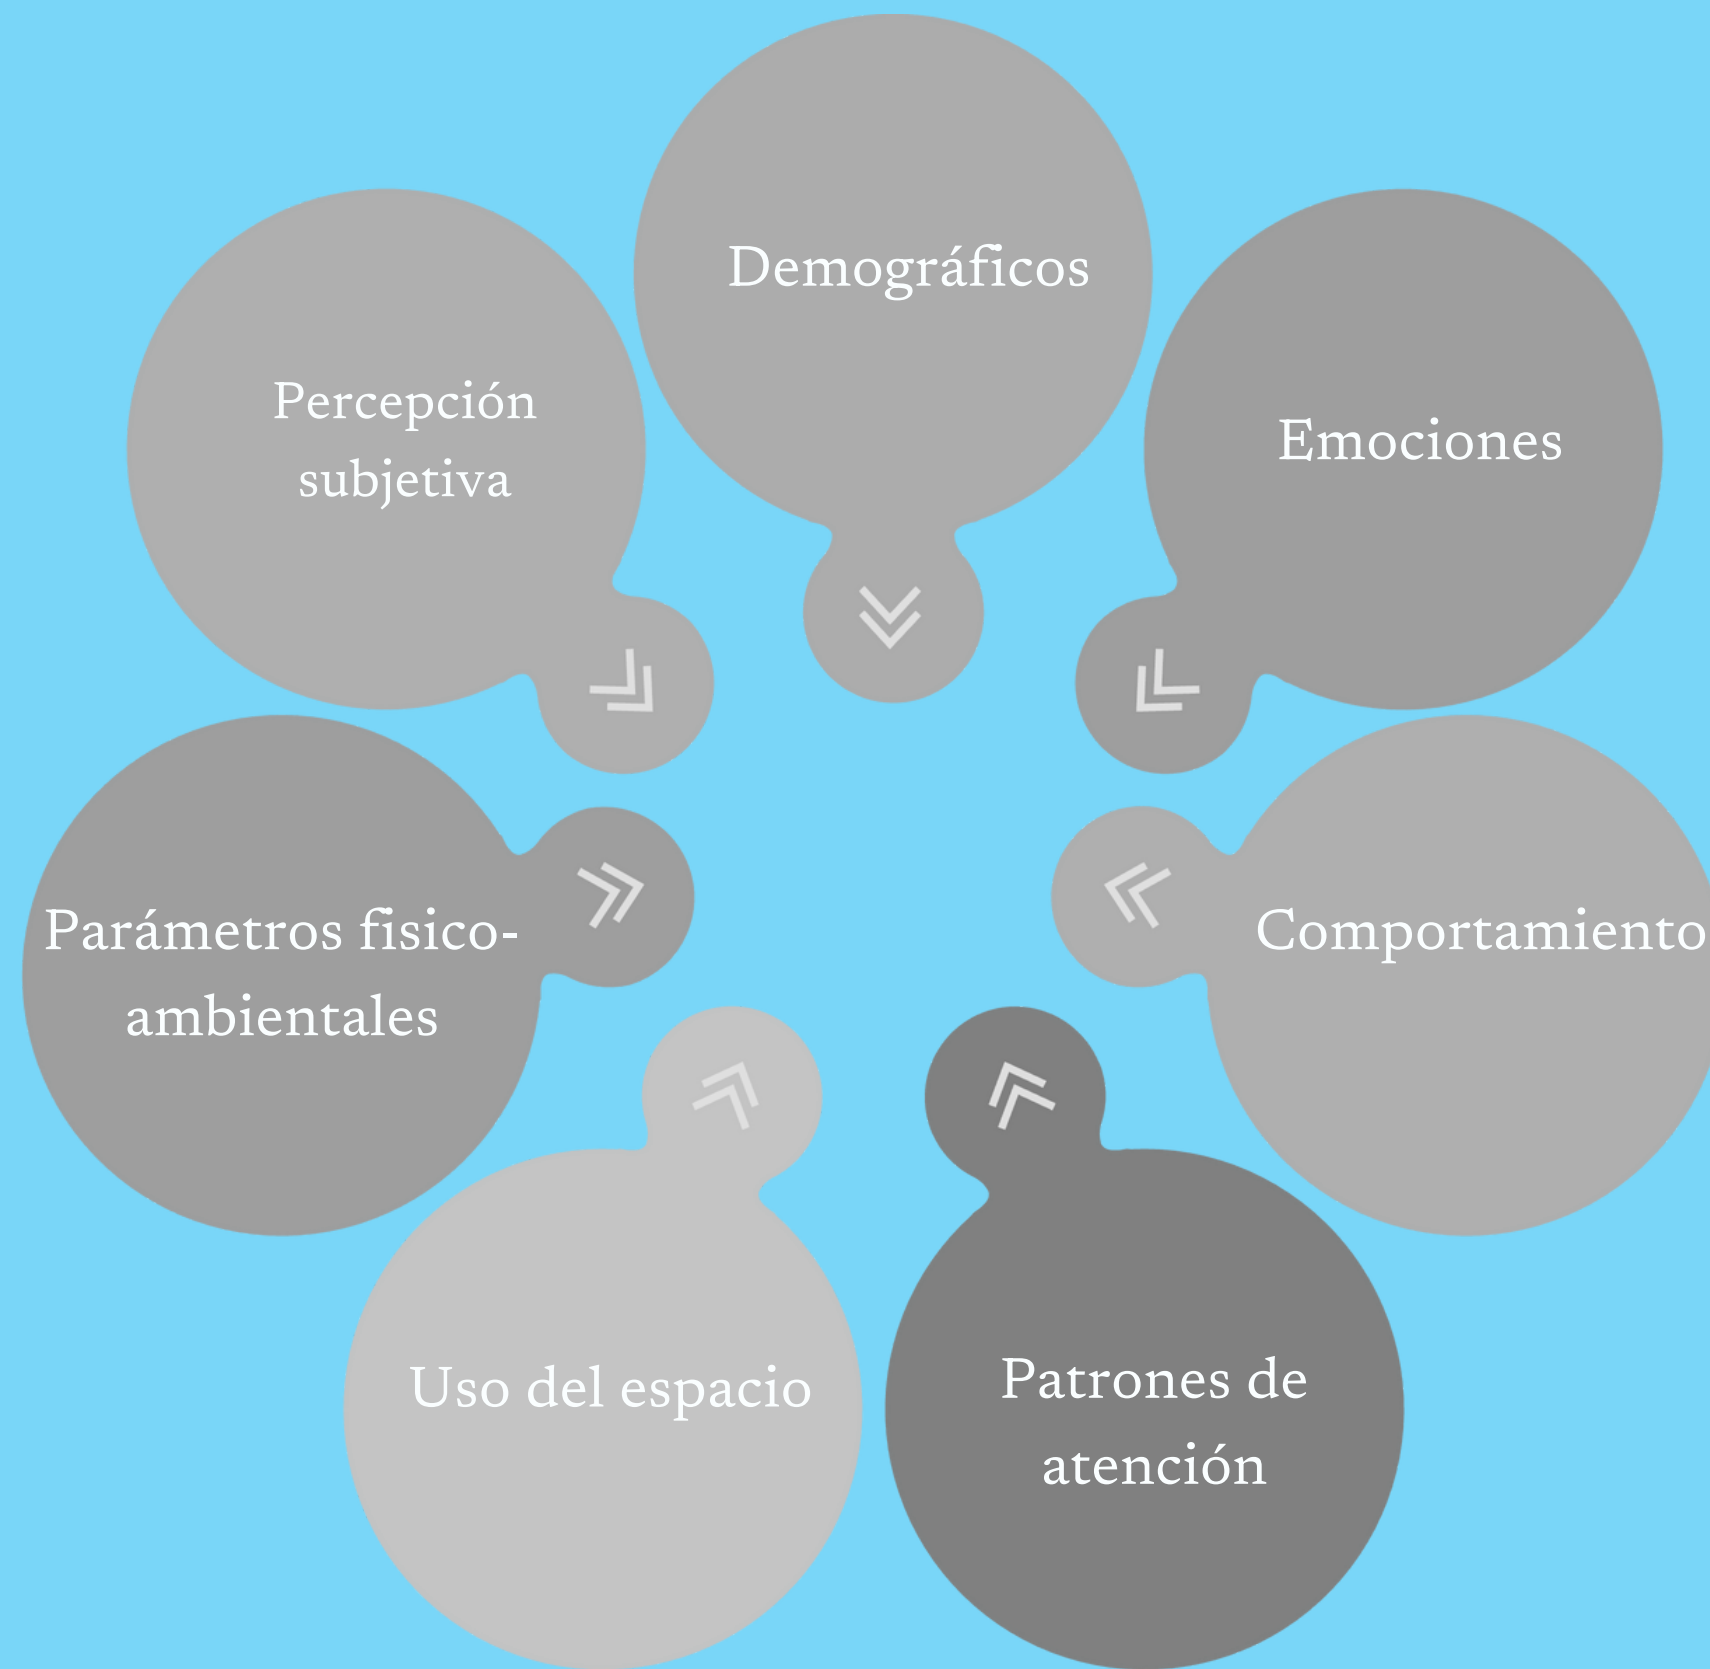 Demográficos
Percepción
subjetiva
Emociones
Parámetros fisico-
ambientales
Comportamiento
Uso del espacio
Patrones de
atención